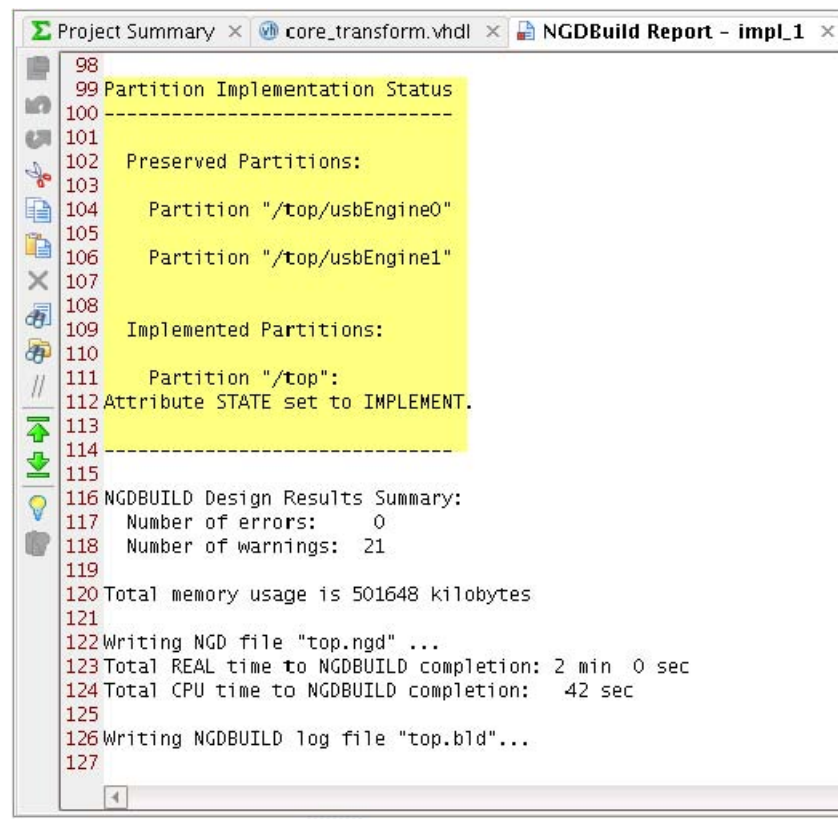 Project Summary core_transform.vhdl NGDBuild Report - impl_1
98
99 Partition Implementation Status
100 -------------------------------
101
102 Preserved Partitions:
103
104 Partition "/top/usbEngine0"
105
106 Partition "/top/usbEngine1"
107
108
109 Implemented Partitions:
110
111 Partition "/top":
112 Attribute STATE set to IMPLEMENT.
113
114 -------------------------------
115
116 NGDBUILD Design Results Summary:
117 Number of errors: 0
118 Number of warnings: 21
119
120 Total memory usage is 501648 kilobytes
121
122 Writing NGD file "top.ngd" ...
123 Total REAL time to NGDBUILD completion: 2 min 0 sec
124 Total CPU time to NGDBUILD completion: 42 sec
125
126 Writing NGDBUILD log file "top.bld"...
127